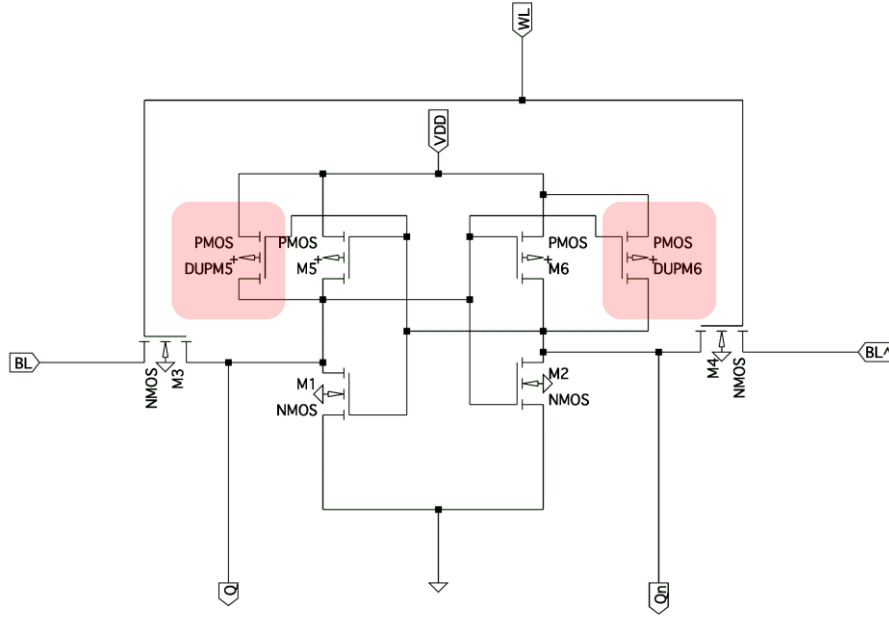 WL
VDD
PMOS
DUPM5
PMOS
M5
PMOS
M6
PMOS
DUPM6
BL
M3
NMOS
M1
NMOS
M2
NMOS
M4
NMOS
BL^
Q
Qn